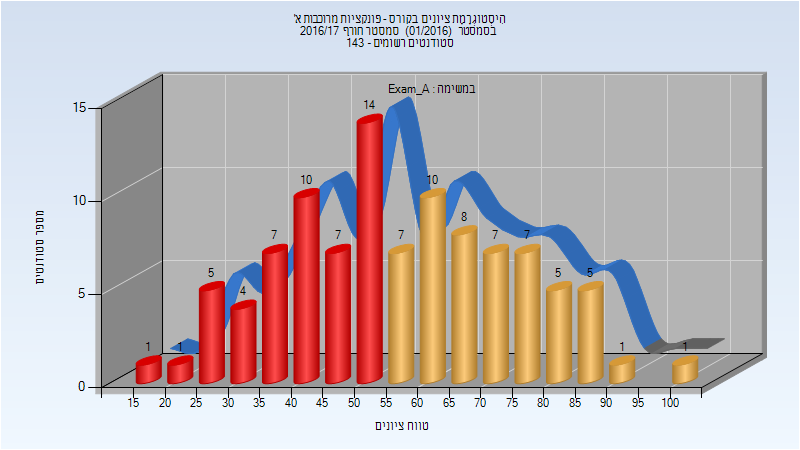 היסטוגרמת ציונים בקורס - פונקציות מרוכבות א'
בסמסטר (01/2016) סמסטר חורף 2016/17
סטודנטים רשומים - 143
במשימה : Exam_A
מספר סטודנטים
15
10
5
0
1 1 5 4 7 10 7 14 7 10 8 7 7 5 5 1 1
15 20 25 30 35 40 45 50 55 60 65 70 75 80 85 90 95 100
טווח ציונים